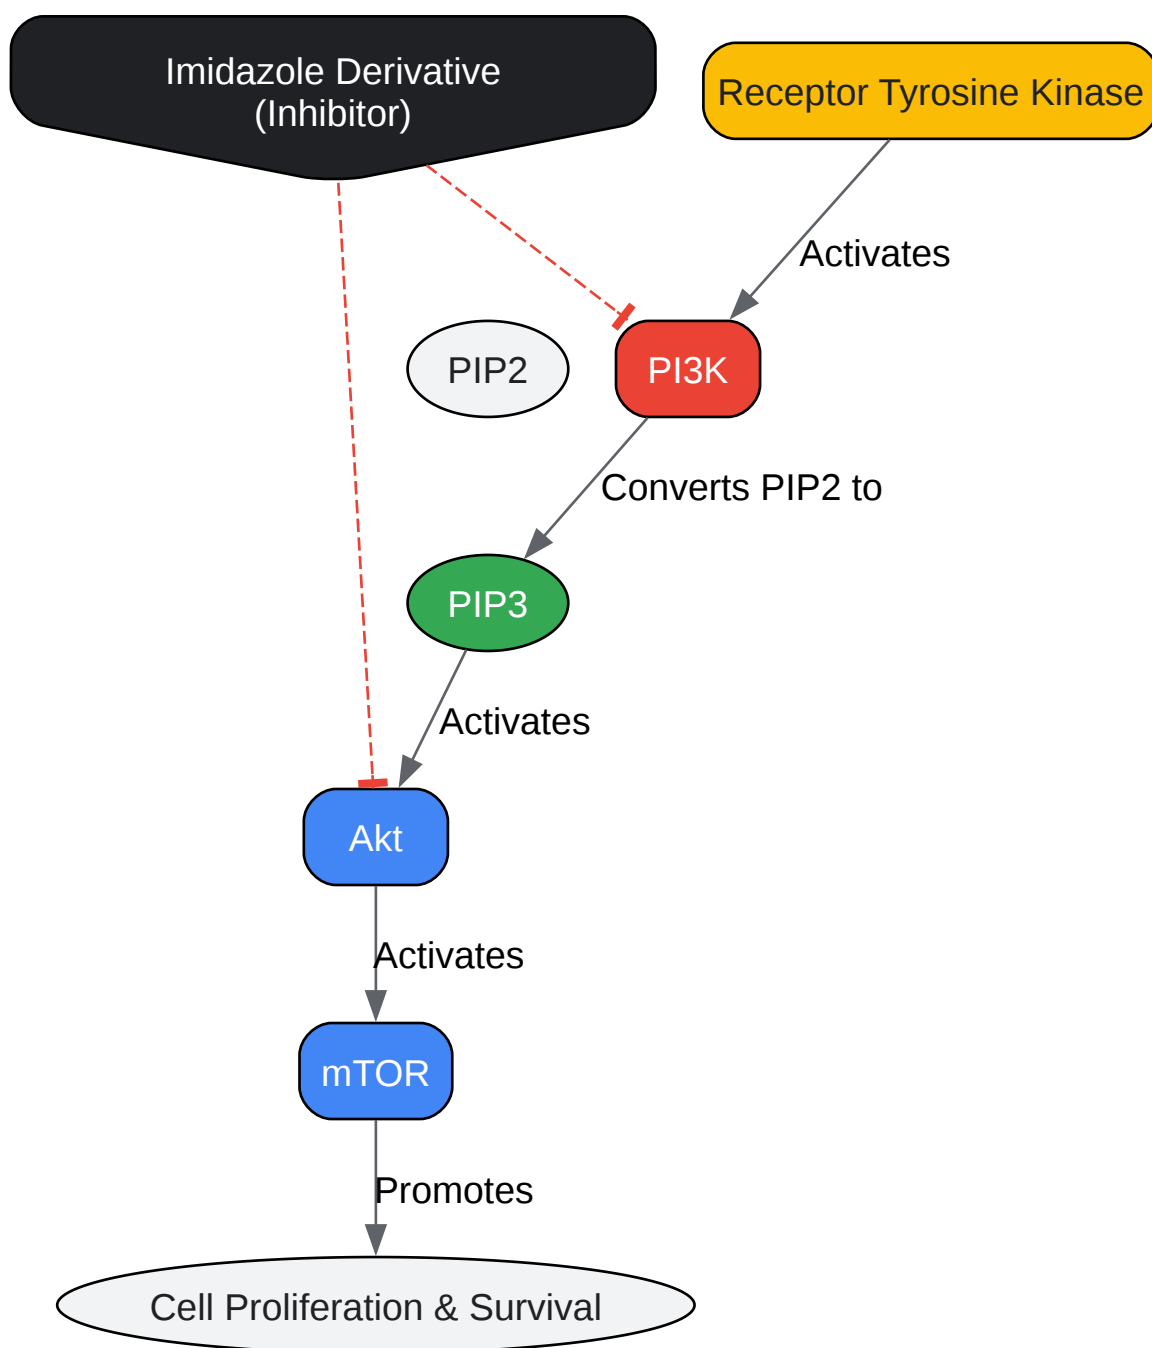 Imidazole Derivative
(Inhibitor)
Receptor Tyrosine Kinase
Activates
PIP2
PI3K
Converts PIP2 to
PIP3
Activates
Akt
Activates
mTOR
Promotes
Cell Proliferation & Survival